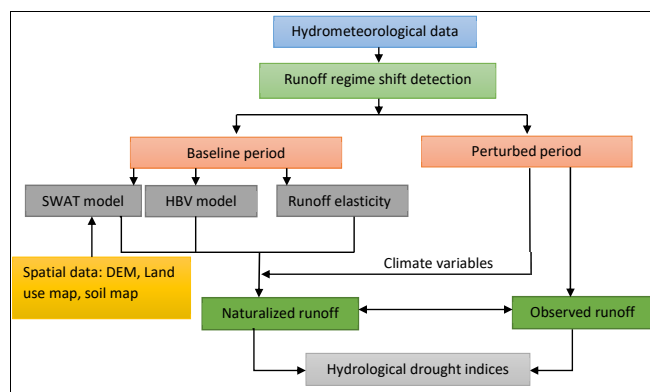 Hydrometeorological data
Runoff regime shift detection
Baseline period
Perturbed period
SWAT model
HBV model
Runoff elasticity
Climate variables
Spatial data: DEM, Land
use map, soil map
Naturalized runoff
Observed runoff
Hydrological drought indices